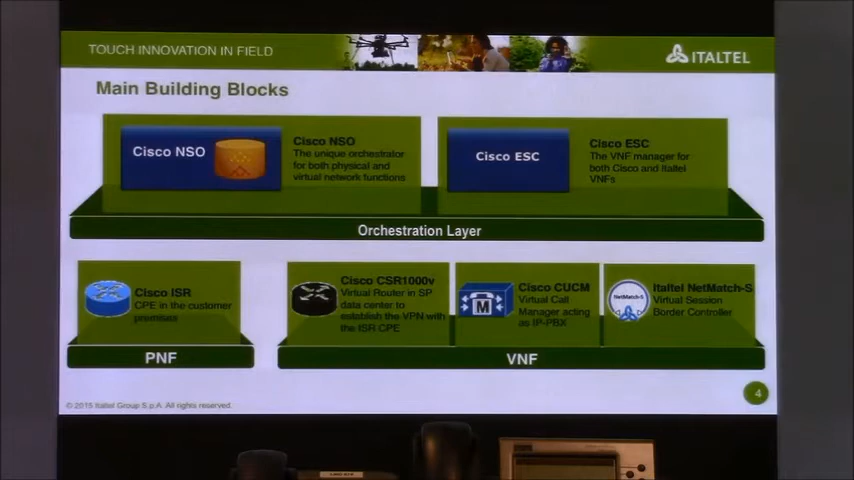 TOUCH INNOVATION IN FIELD
ITALTEL
Main Building Blocks
Cisco NSO
Cisco NSO
The unique orchestrator
for both physical and
virtual network functions
Cisco ESC
Cisco ESC
The VNF manager for
both Cisco and Italtel
VNFs
Orchestration Layer
Cisco ISR
CPE in the customer
premises
Cisco CSR1000v
Virtual Router in SP
data center to
establish the VPN with
the ISR CPE
M
Cisco CUCM
Virtual Call
Manager acting
as IP-PBX
NetMatch-S
Italtel NetMatch-S
Virtual Session
Border Controller
PNF
VNF
4
© 2015 Italtel Group S.p.A. All rights reserved.